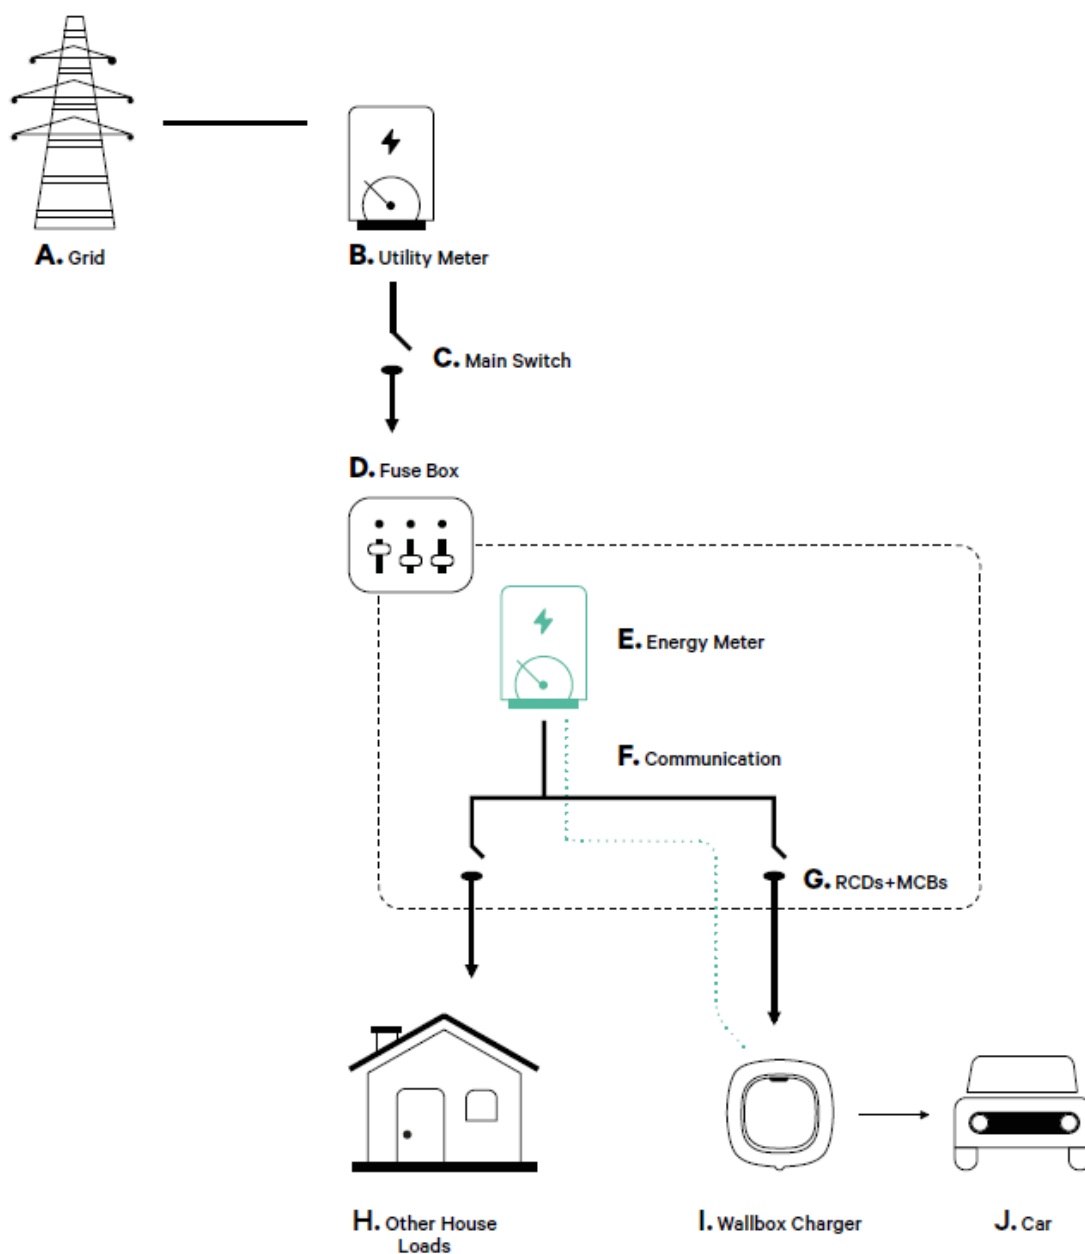 A. Grid
B. Utility Meter
C. Main Switch
D. Fuse Box
E. Energy Meter
F. Communication
G. RCDs+MCBs
H. Other House
Loads
I. Wallbox Charger
J. Car